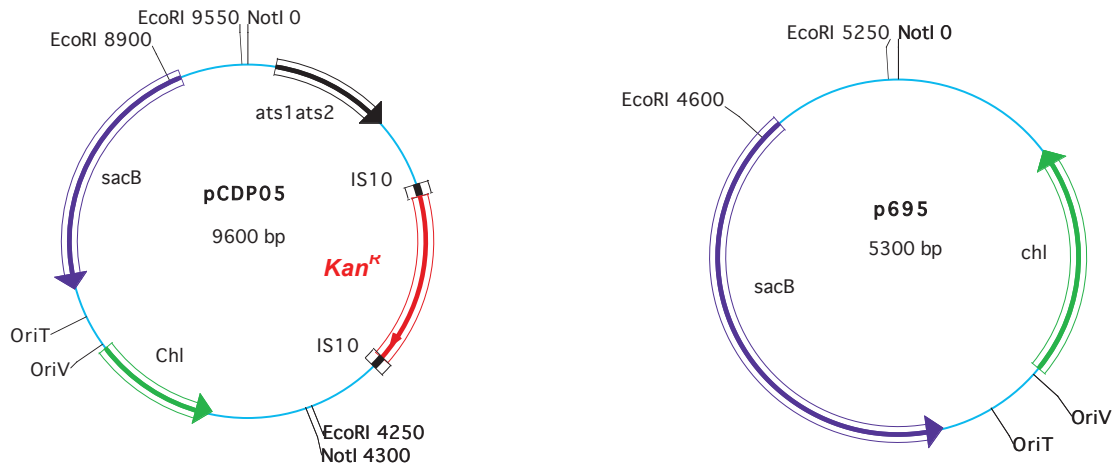 EcoRI 9550 NotI 0
EcoRI 8900
ats1ats2
sacB
IS10
pCDP05
9600 bp
Kan^R
OriT
OriV
Chl
IS10
EcoRI 4250
NotI 4300
EcoRI 5250 NotI 0
EcoRI 4600
p695
5300 bp
chl
sacB
OriV
OriT